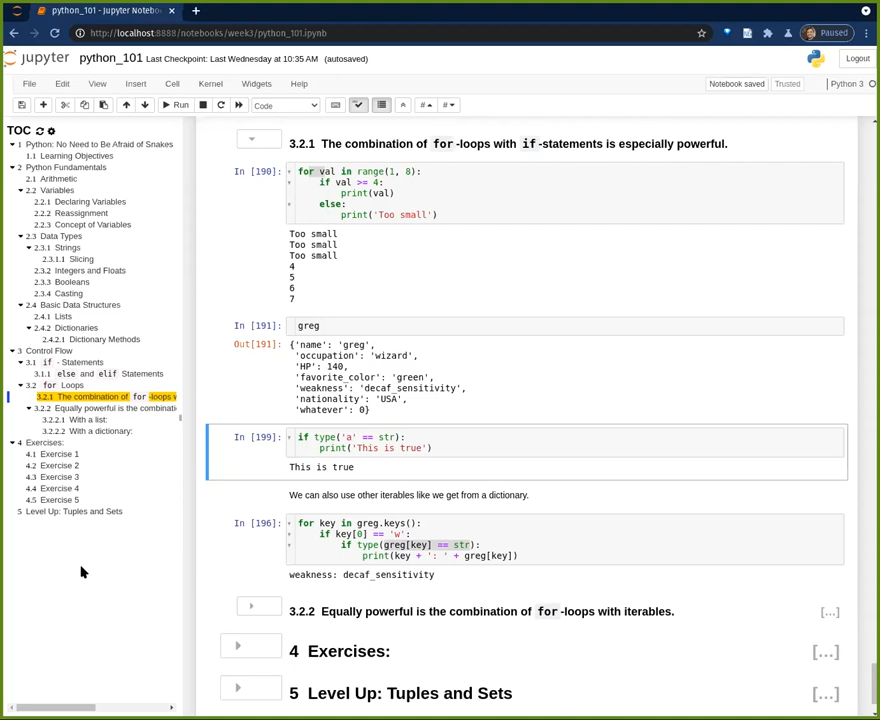 python_101 - Jupyter Notebo
http://localhost:8888/notebooks/week3/python_101.ipynb
Paused
jupyter python_101 Last Checkpoint: Last Wednesday at 10:35 AM (autosaved)
Logout
File Edit View Insert Cell Kernel Widgets Help
Notebook saved Trusted Python 3
Run Code
TOC
1 Python: No Need to Be Afraid of Snakes
1.1 Learning Objectives
2 Python Fundamentals
2.1 Arithmetic
2.2 Variables
2.2.1 Declaring Variables
2.2.2 Reassignment
2.2.3 Concept of Variables
2.3 Data Types
2.3.1 Strings
2.3.1.1 Slicing
2.3.2 Integers and Floats
2.3.3 Booleans
2.3.4 Casting
2.4 Basic Data Structures
2.4.1 Lists
2.4.2 Dictionaries
2.4.2.1 Dictionary Methods
3 Control Flow
3.1 if - Statements
3.1.1 else and elif Statements
3.2 for Loops
3.2.1 The combination of for -loops w
3.2.2 Equally powerful is the combinati
3.2.2.1 With a list:
3.2.2.2 With a dictionary:
4 Exercises:
4.1 Exercise 1
4.2 Exercise 2
4.3 Exercise 3
4.4 Exercise 4
4.5 Exercise 5
5 Level Up: Tuples and Sets
3.2.1 The combination of for -loops with if -statements is especially powerful.
In [190]: for val in range(1, 8):
if val >= 4:
print(val)
else:
print('Too small')
Too small
Too small
Too small
4
5
6
7
In [191]: greg
Out[191]: {'name': 'greg',
'occupation': 'wizard',
'HP': 140,
'favorite_color': 'green',
'weakness': 'decaf_sensitivity',
'nationality': 'USA',
'whatever': 0}
In [199]: if type('a' == str):
print('This is true')
This is true
We can also use other iterables like we get from a dictionary.
In [196]: for key in greg.keys():
if key[0] == 'w':
if type(greg[key] == str):
print(key + ': ' + greg[key])
weakness: decaf_sensitivity
3.2.2 Equally powerful is the combination of for -loops with iterables. [...]
4 Exercises: [...]
5 Level Up: Tuples and Sets [...]